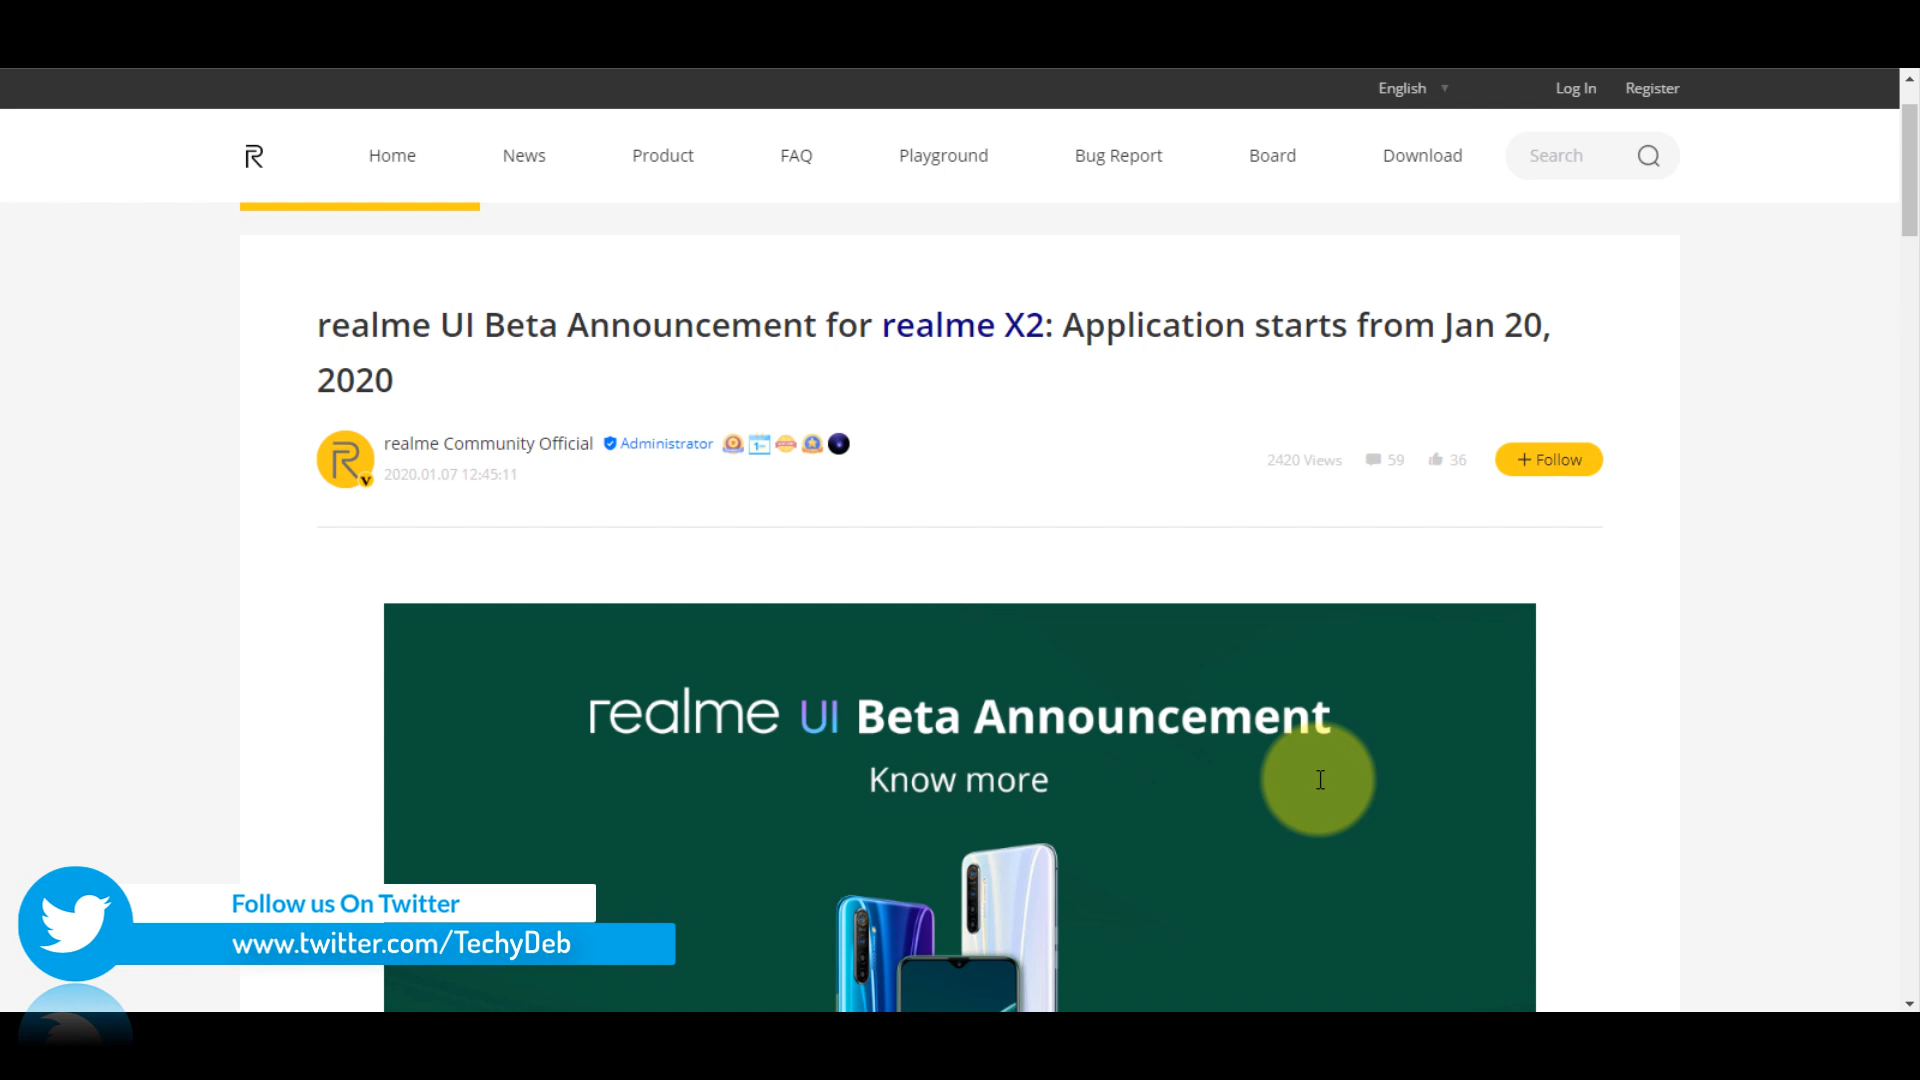 English Log In Register
Home News Product FAQ Playground Bug Report Board Download Search
realme UI Beta Announcement for realme X2: Application starts from Jan 20,
2020
realme Community Official Administrator
2020.01.07 12:45:11
2420 Views 59 36 + Follow
realme UI Beta Announcement
Know more
Follow us On Twitter
www.twitter.com/TechyDeb